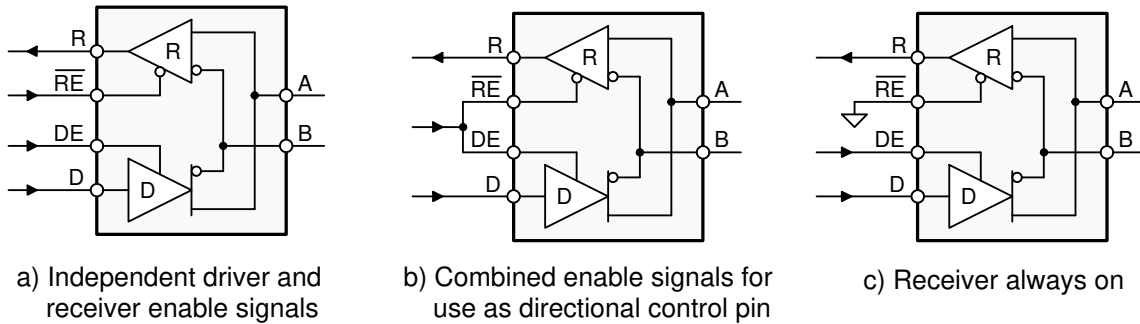 R
R
RE
A
DE
B
D
D
a) Independent driver and
receiver enable signals
R
R
RE
A
DE
B
D
D
b) Combined enable signals for
use as directional control pin
R
R
RE
A
DE
B
D
D
c) Receiver always on